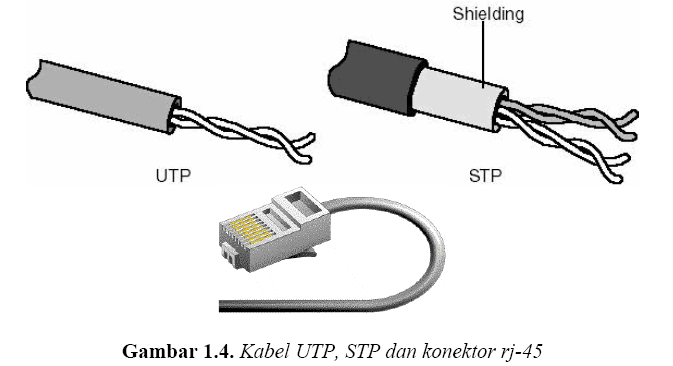 Shielding
UTP
STP
Gambar 1.4. Kabel UTP, STP dan konektor rj-45